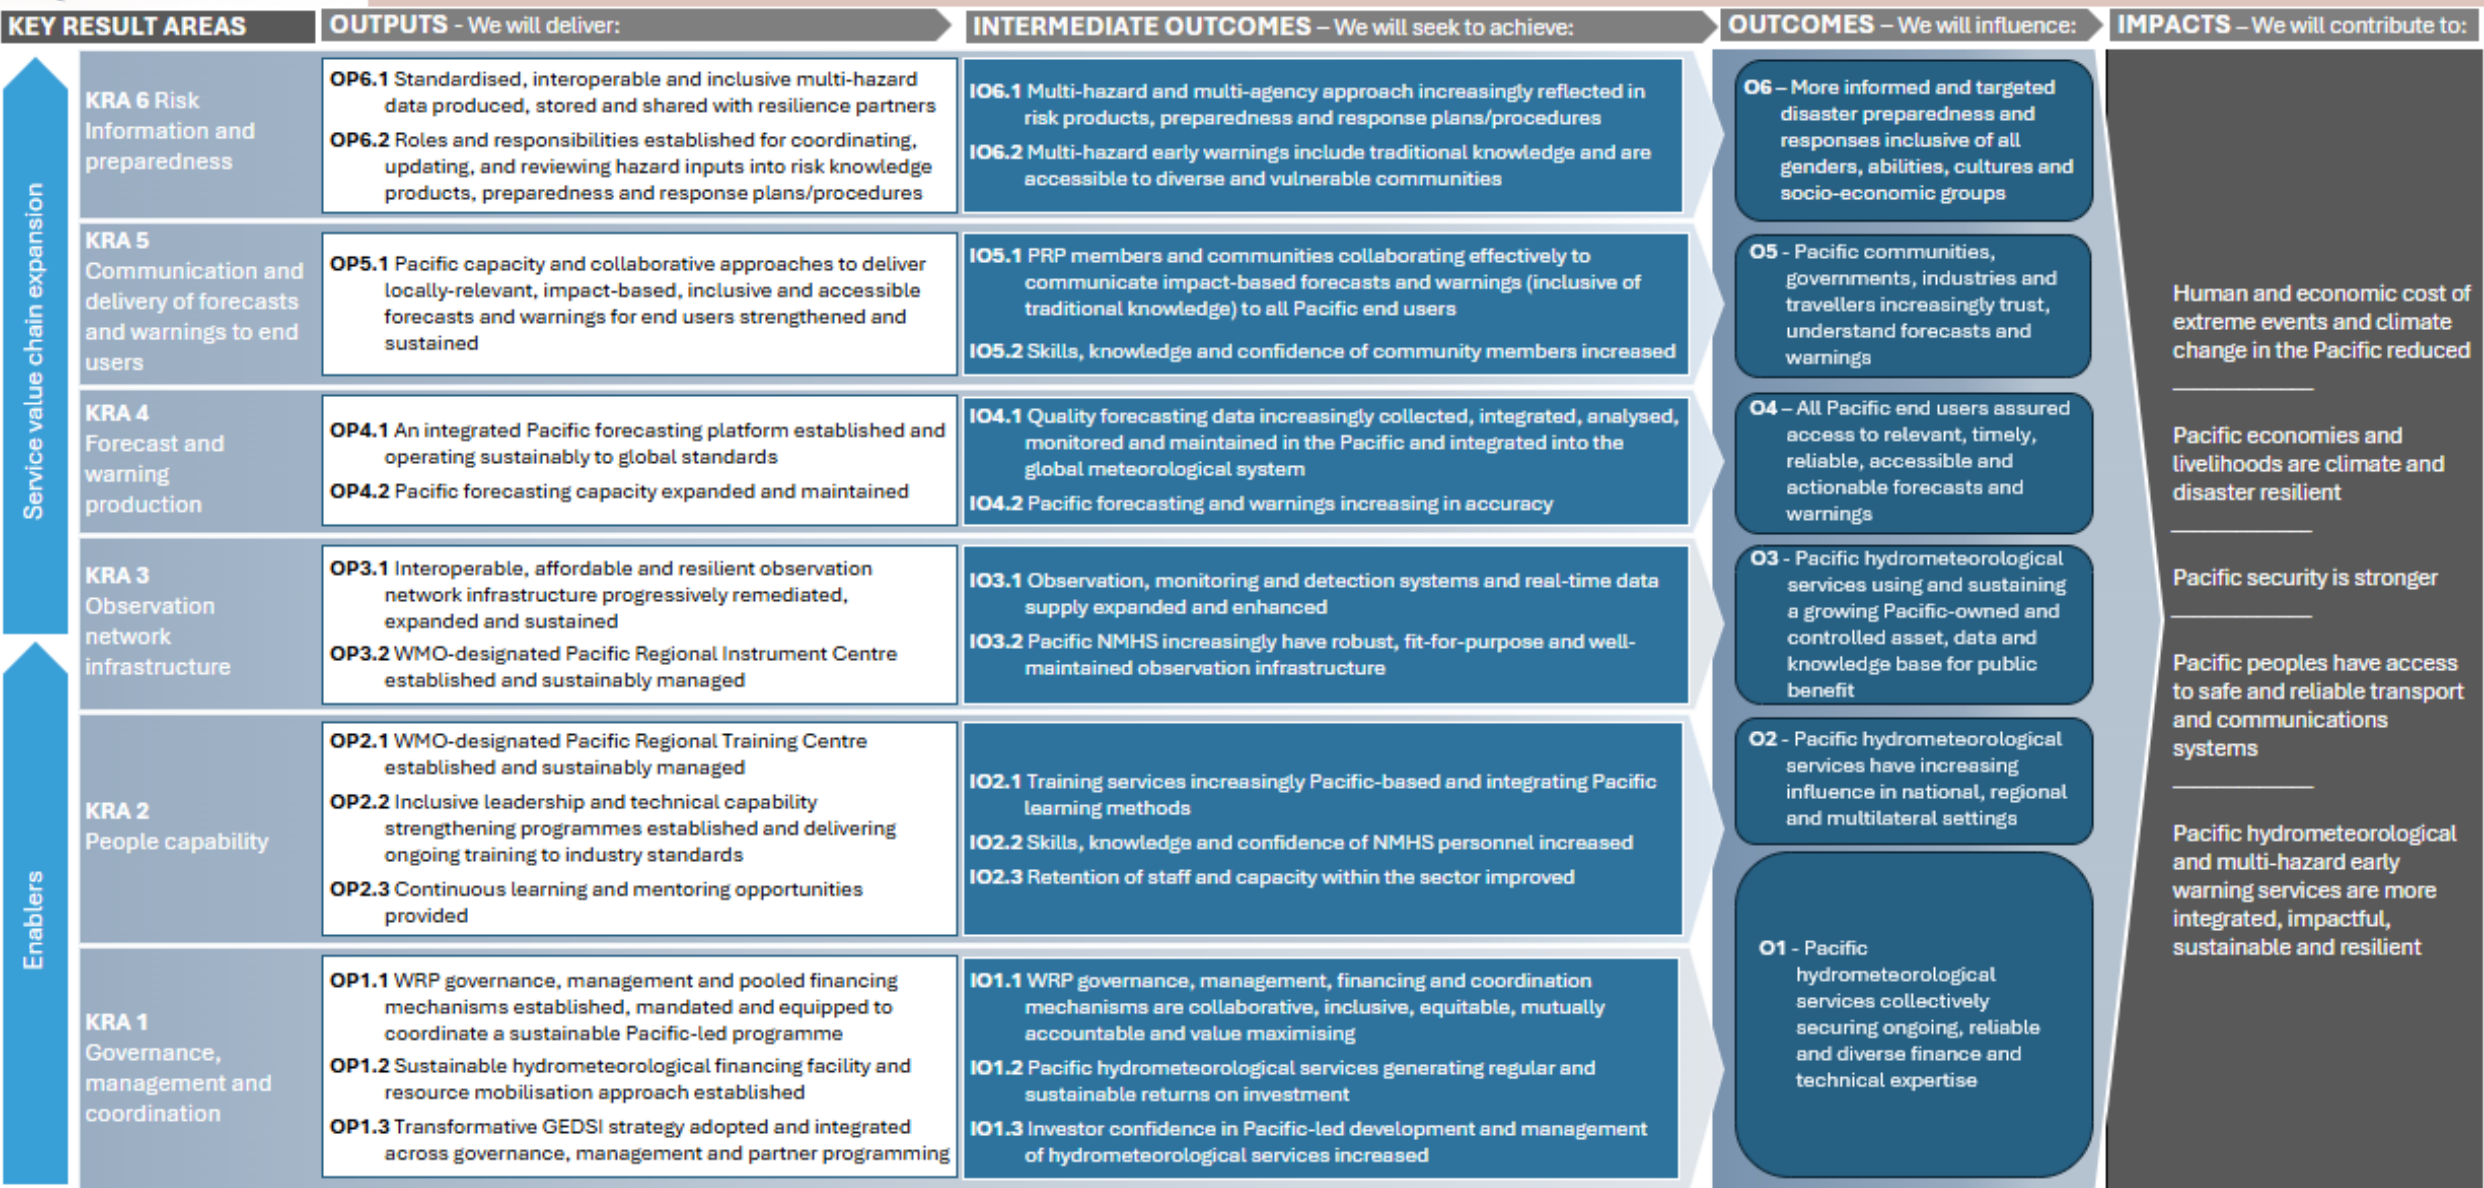 KEY RESULT AREAS
OUTPUTS - We will deliver:
INTERMEDIATE OUTCOMES – We will seek to achieve:
OUTCOMES – We will influence:
IMPACTS – We will contribute to:
Service value chain expansion
Enablers
KRA 6 Risk
Information and
preparedness
OP6.1 Standardised, interoperable and inclusive multi-hazard
data produced, stored and shared with resilience partners
OP6.2 Roles and responsibilities established for coordinating,
updating, and reviewing hazard inputs into risk knowledge
products, preparedness and response plans/procedures
IO6.1 Multi-hazard and multi-agency approach increasingly reflected in
risk products, preparedness and response plans/procedures
IO6.2 Multi-hazard early warnings include traditional knowledge and are
accessible to diverse and vulnerable communities
O6 – More informed and targeted
disaster preparedness and
responses inclusive of all
genders, abilities, cultures and
socio-economic groups
KRA 5
Communication and
delivery of forecasts
and warnings to end
users
OP5.1 Pacific capacity and collaborative approaches to deliver
locally-relevant, impact-based, inclusive and accessible
forecasts and warnings for end users strengthened and
sustained
IO5.1 PRP members and communities collaborating effectively to
communicate impact-based forecasts and warnings (inclusive of
traditional knowledge) to all Pacific end users
IO5.2 Skills, knowledge and confidence of community members increased
O5 - Pacific communities,
governments, industries and
travellers increasingly trust,
understand forecasts and
warnings
KRA 4
Forecast and
warning
production
OP4.1 An integrated Pacific forecasting platform established and
operating sustainably to global standards
OP4.2 Pacific forecasting capacity expanded and maintained
IO4.1 Quality forecasting data increasingly collected, integrated, analysed,
monitored and maintained in the Pacific and integrated into the
global meteorological system
IO4.2 Pacific forecasting and warnings increasing in accuracy
O4 – All Pacific end users assured
access to relevant, timely,
reliable, accessible and
actionable forecasts and
warnings
KRA 3
Observation
network
infrastructure
OP3.1 Interoperable, affordable and resilient observation
network infrastructure progressively remediated,
expanded and sustained
OP3.2 WMO-designated Pacific Regional Instrument Centre
established and sustainably managed
IO3.1 Observation, monitoring and detection systems and real-time data
supply expanded and enhanced
IO3.2 Pacific NMHS increasingly have robust, fit-for-purpose and well-
maintained observation infrastructure
O3 - Pacific hydrometeorological
services using and sustaining
a growing Pacific-owned and
controlled asset, data and
knowledge base for public
benefit
KRA 2
People capability
OP2.1 WMO-designated Pacific Regional Training Centre
established and sustainably managed
OP2.2 Inclusive leadership and technical capability
strengthening programmes established and delivering
ongoing training to industry standards
OP2.3 Continuous learning and mentoring opportunities
provided
IO2.1 Training services increasingly Pacific-based and integrating Pacific
learning methods
IO2.2 Skills, knowledge and confidence of NMHS personnel increased
IO2.3 Retention of staff and capacity within the sector improved
O2 - Pacific hydrometeorological
services have increasing
influence in national, regional
and multilateral settings
KRA 1
Governance,
management and
coordination
OP1.1 WRP governance, management and pooled financing
mechanisms established, mandated and equipped to
coordinate a sustainable Pacific-led programme
OP1.2 Sustainable hydrometeorological financing facility and
resource mobilisation approach established
OP1.3 Transformative GEDSI strategy adopted and integrated
across governance, management and partner programming
IO1.1 WRP governance, management, financing and coordination
mechanisms are collaborative, inclusive, equitable, mutually
accountable and value maximising
IO1.2 Pacific hydrometeorological services generating regular and
sustainable returns on investment
IO1.3 Investor confidence in Pacific-led development and management
of hydrometeorological services increased
O1 - Pacific
hydrometeorological
services collectively
securing ongoing, reliable
and diverse finance and
technical expertise
Human and economic cost of
extreme events and climate
change in the Pacific reduced
Pacific economies and
livelihoods are climate and
disaster resilient
Pacific security is stronger
Pacific peoples have access
to safe and reliable transport
and communications
systems
Pacific hydrometeorological
and multi-hazard early
warning services are more
integrated, impactful,
sustainable and resilient